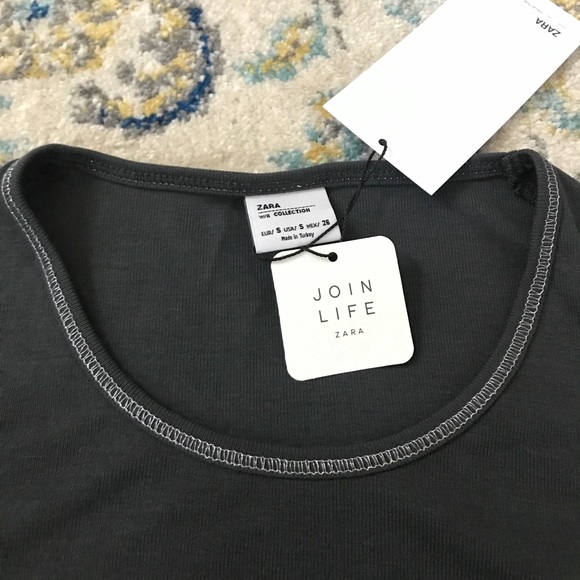 ZARA
ZARA
W&B COLLECTION
EUR/ S USA/ S MEX/ 26
Made in Turkey
JOIN
LIFE
ZARA